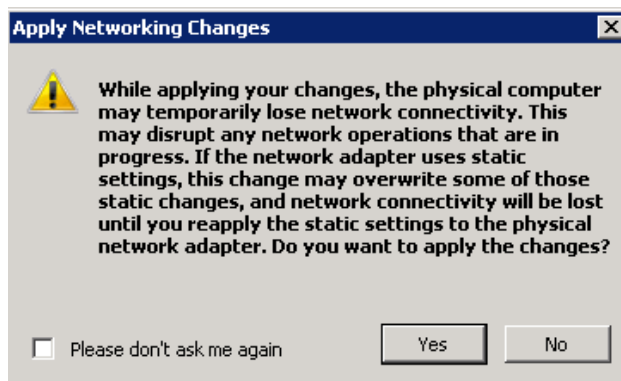 Apply Networking Changes
While applying your changes, the physical computer
may temporarily lose network connectivity. This
may disrupt any network operations that are in
progress. If the network adapter uses static
settings, this change may overwrite some of those
static changes, and network connectivity will be lost
until you reapply the static settings to the physical
network adapter. Do you want to apply the changes?
Please don't ask me again
Yes
No